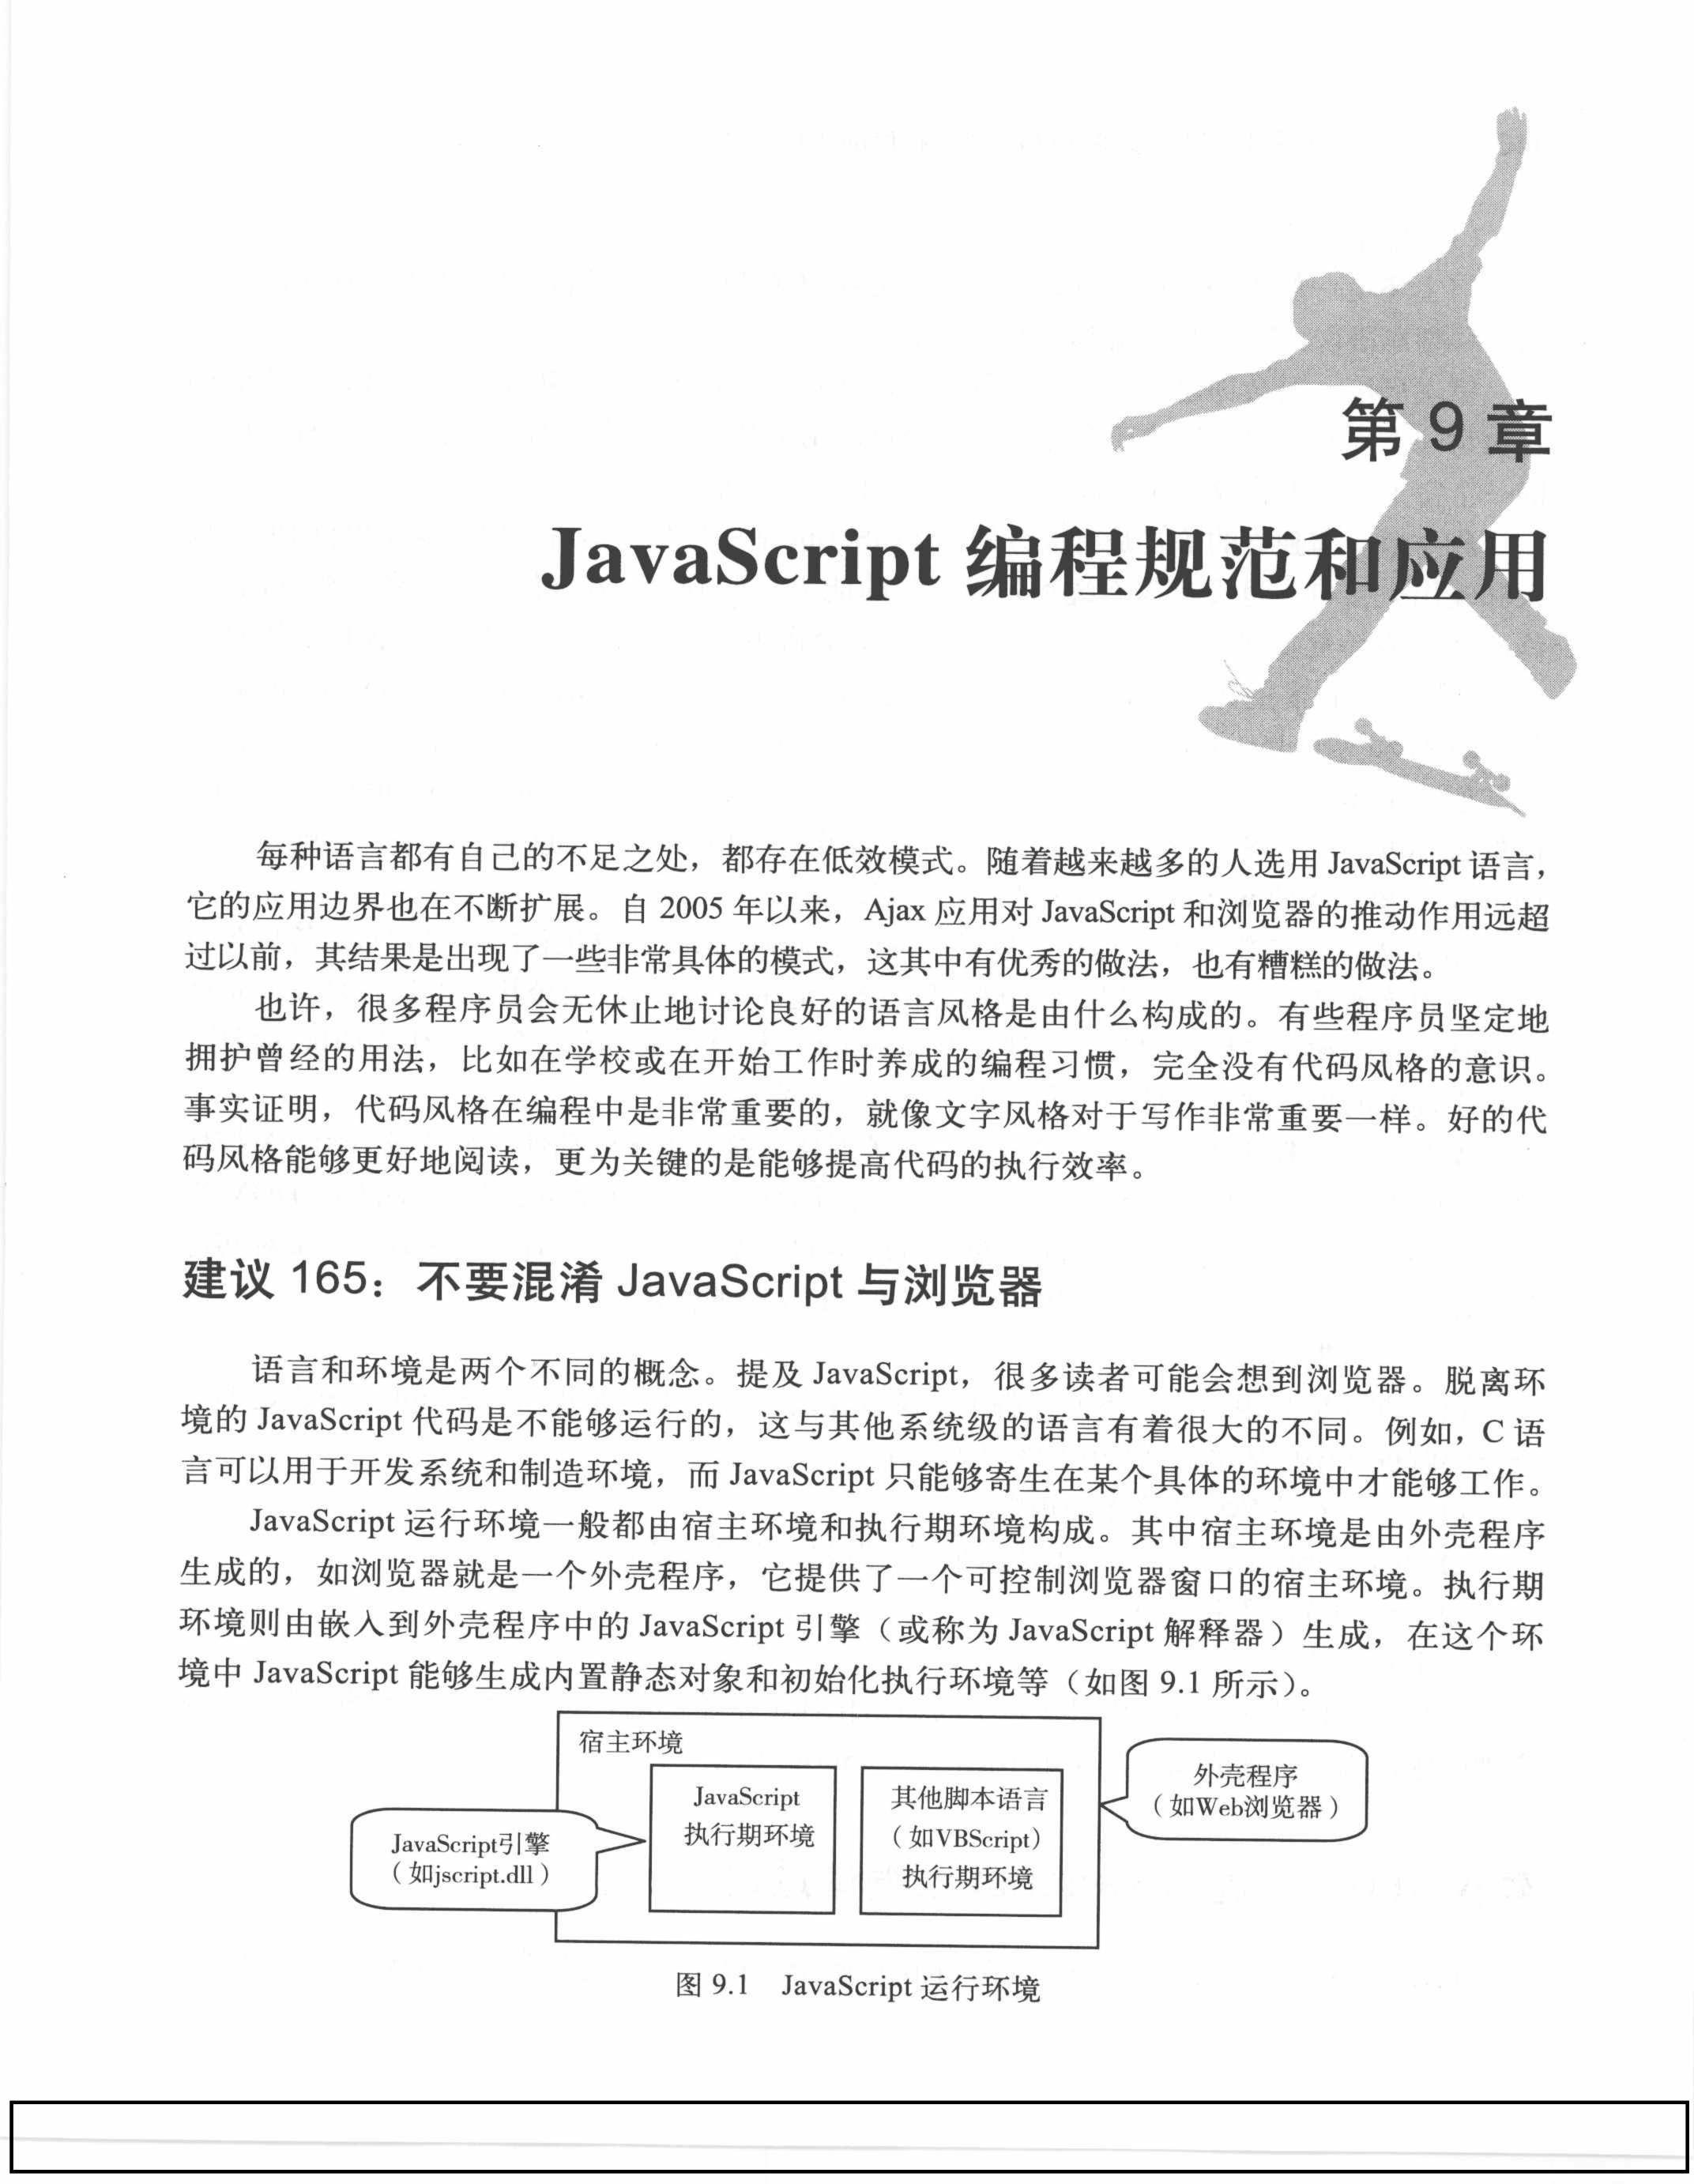 第 9 章
JavaScript 编程规范和应用
每种语言都有自己的不足之处，都存在低效模式。随着越来越多的人选用 JavaScript 语言，
它的应用边界也在不断扩展。自 2005 年以来，Ajax 应用对 JavaScript 和浏览器的推动作用远超
过以前，其结果是出现了一些非常具体的模式，这其中有优秀的做法，也有糟糕的做法。
也许，很多程序员会无休止地讨论良好的语言风格是由什么构成的。有些程序员坚定地
拥护曾经的用法，比如在学校或在开始工作时养成的编程习惯，完全没有代码风格的意识。
事实证明，代码风格在编程中是非常重要的，就像文字风格对于写作非常重要一样。好的代
码风格能够更好地阅读，更为关键的是能够提高代码的执行效率。
建议 165：不要混淆 JavaScript 与浏览器
语言和环境是两个不同的概念。提及 JavaScript，很多读者可能会想到浏览器。脱离环
境的 JavaScript 代码是不能够运行的，这与其他系统级的语言有着很大的不同。例如，C 语
言可以用于开发系统和制造环境，而 JavaScript 只能够寄生在某个具体的环境中才能够工作。
JavaScript 运行环境一般都由宿主环境和执行期环境构成。其中宿主环境是由外壳程序
生成的，如浏览器就是一个外壳程序，它提供了一个可控制浏览器窗口的宿主环境。执行期
环境则由嵌入到外壳程序中的 JavaScript 引擎（或称为 JavaScript 解释器）生成，在这个环
境中 JavaScript 能够生成内置静态对象和初始化执行环境等（如图 9.1 所示）。
宿主环境
JavaScript
执行期环境
其他脚本语言
（如VBScript）
执行期环境
外壳程序
（如Web浏览器）
JavaScript引擎
（如jscript.dll）
图 9.1 JavaScript 运行环境